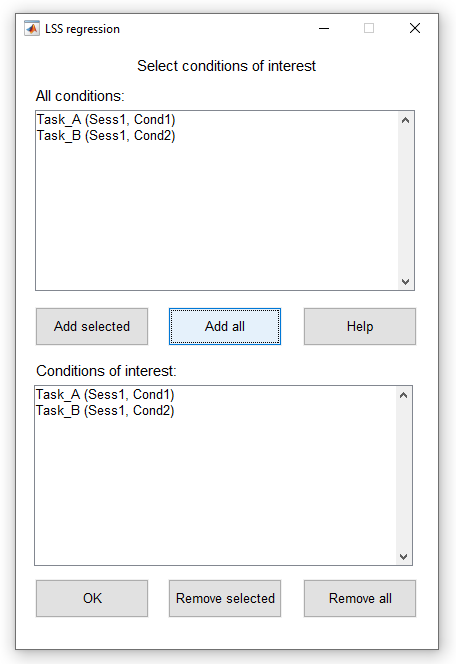 LSS regression
Select conditions of interest
All conditions:
Task_A (Sess1, Cond1)
Task_B (Sess1, Cond2)
Add selected
Add all
Help
Conditions of interest:
Task_A (Sess1, Cond1)
Task_B (Sess1, Cond2)
OK
Remove selected
Remove all